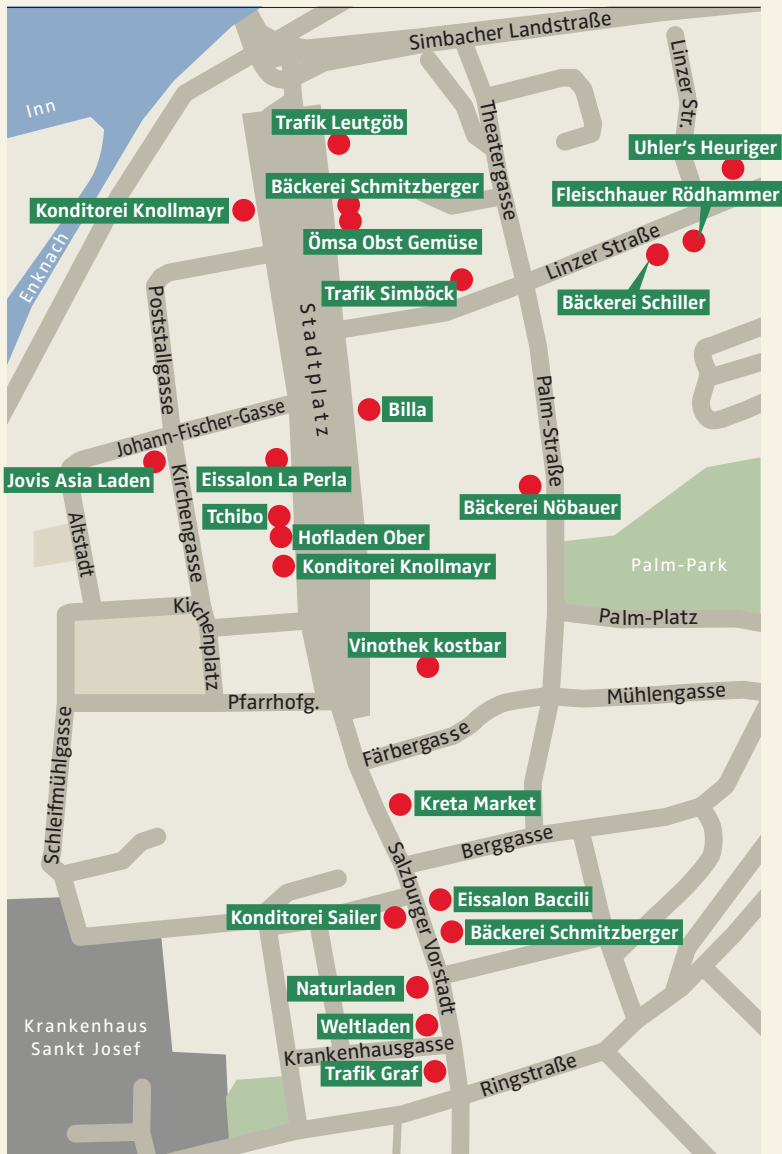 Simbacher Landstraße
Inn
Linzer Str.
Theatergasse
Trafik Leutgöb
Uhler‘s Heuriger
Bäckerei Schmitzberger
Fleischhauer Rödhammer
Konditorei Knollmayr
Ömsa Obst Gemüse
Linzer Straße
Enknach
Trafik Simböck
Bäckerei Schiller
Poststallgasse
Stadtplatz
Palm-Straße
Billa
Johann-Fischer-Gasse
Jovis Asia Laden
Kirchengasse
Eissalon La Perla
Bäckerei Nöbauer
Tchibo
Altstadt
Hofladen Ober
Konditorei Knollmayr
Palm-Park
Kirchenplatz
Palm-Platz
Vinothek kostbar
Pfarrhofg.
Mühlengasse
Schleifmühlgasse
Färbergasse
Kreta Market
Berggasse
Salzburger Vorstadt
Eissalon Baccili
Konditorei Sailer
Bäckerei Schmitzberger
Naturladen
Krankenhaus
Sankt Josef
Weltladen
Krankenhausgasse
Trafik Graf
Ringstraße